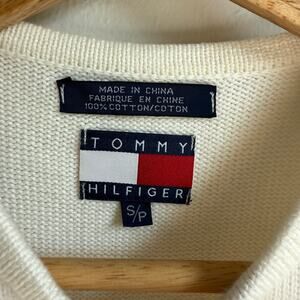 MADE IN CHINA
FABRIQUE EN CHINE
100% COTTON/COTON
TOMMY
HILFIGER
S/P